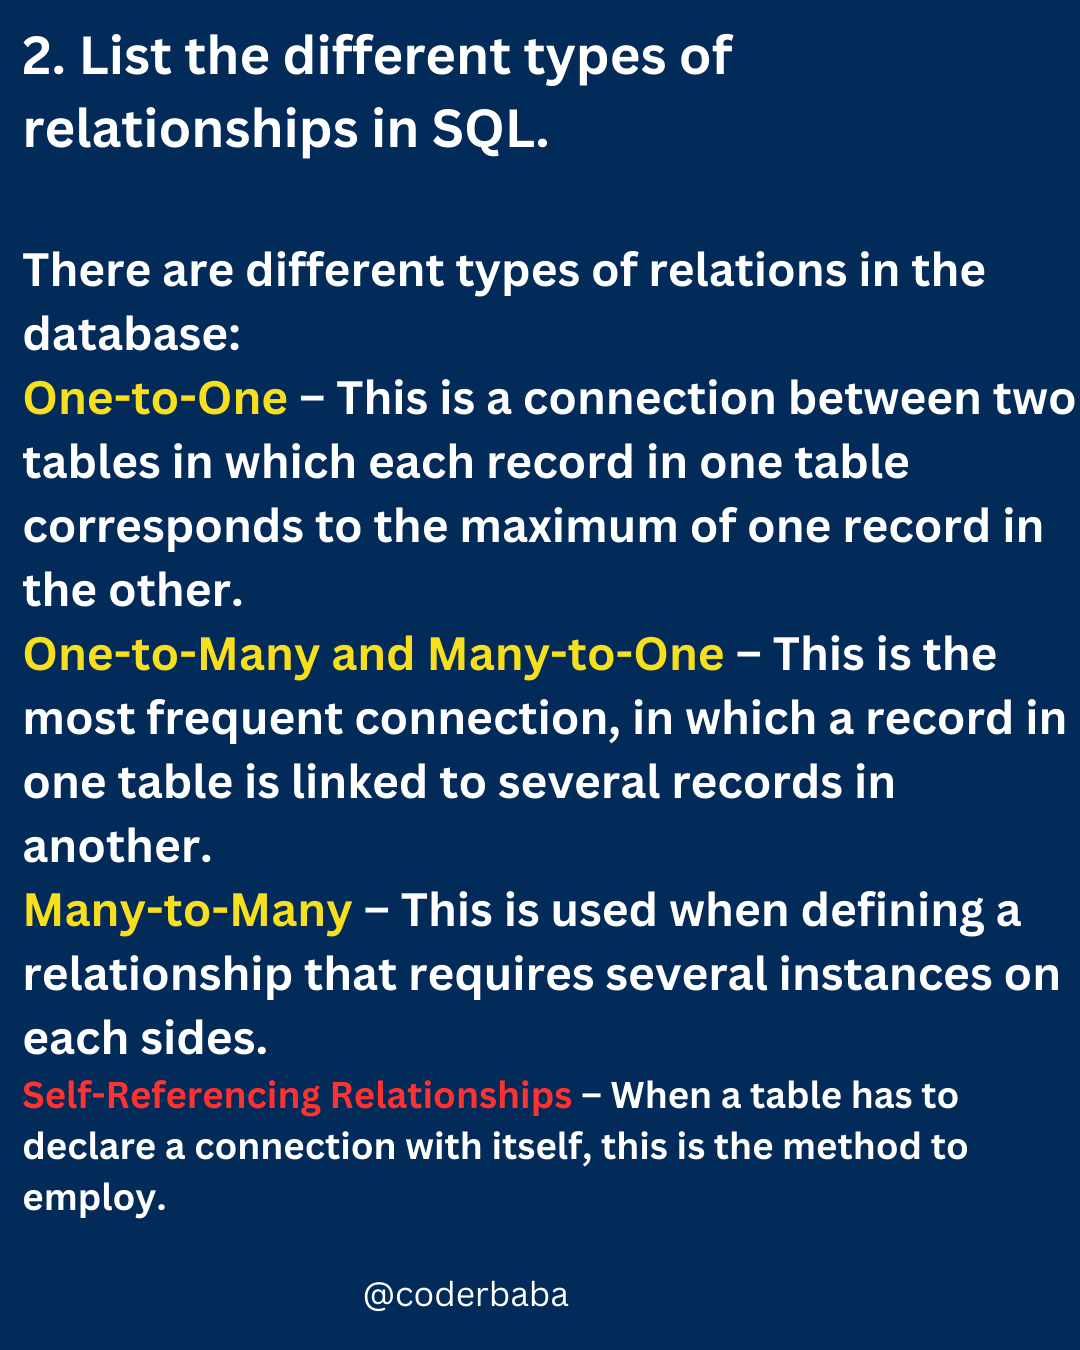 2. List the different types of
relationships in SQL.
There are different types of relations in the
database:
One-to-One – This is a connection between two
tables in which each record in one table
corresponds to the maximum of one record in
the other.
One-to-Many and Many-to-One – This is the
most frequent connection, in which a record in
one table is linked to several records in
another.
Many-to-Many – This is used when defining a
relationship that requires several instances on
each sides.
Self-Referencing Relationships – When a table has to
declare a connection with itself, this is the method to
employ.
@coderbaba